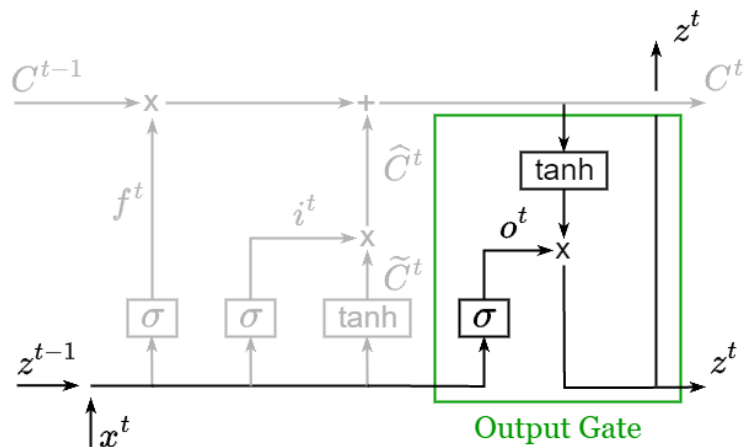 z^t
C^{t-1} x + C^t
Ĉ^t
tanh
f^t i^t x o^t x
C̃^t
σ σ tanh σ
z^{t-1} z^t
x^t
Output Gate